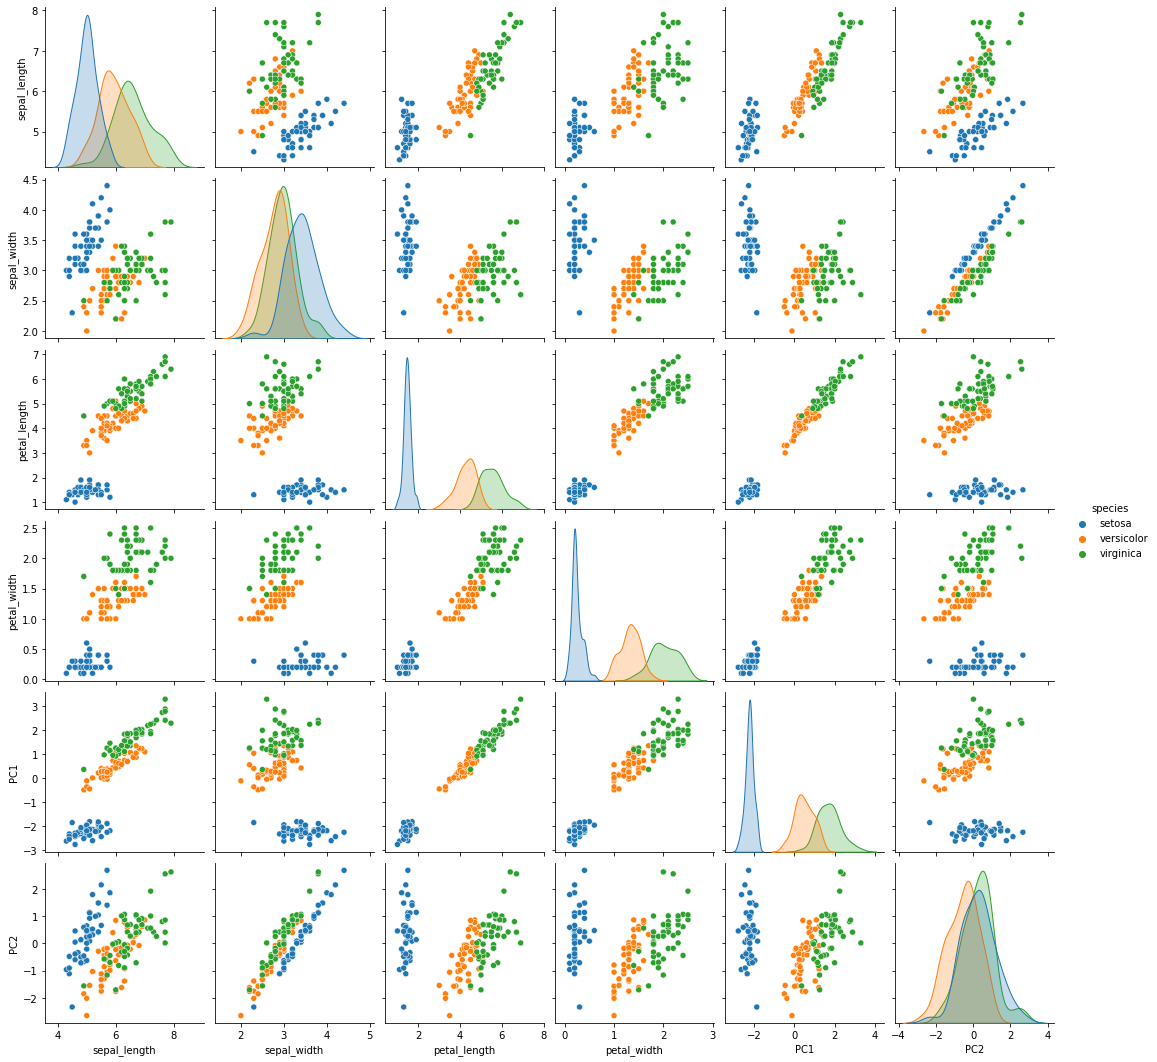 8
7
6
5
sepal_length
4.5
4.0
3.5
3.0
2.5
2.0
sepal_width
7
6
5
4
3
2
1
petal_length
species
setosa
versicolor
virginica
2.5
2.0
1.5
1.0
0.5
0.0
petal_width
3
2
1
0
−1
−2
−3
PC1
2
1
0
−1
−2
PC2
4 6 8 2 3 4 5 2 4 6 8 0 1 2 3 −2 0 2 4 −4 −2 0 2 4
sepal_length sepal_width petal_length petal_width PC1 PC2